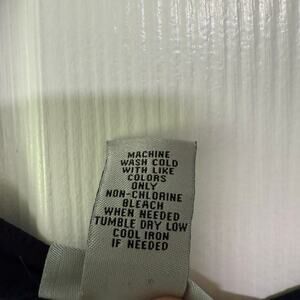 MACHINE
WASH COLD
WITH LIKE
COLORS
ONLY
NON-CHLORINE
BLEACH
WHEN NEEDED
TUMBLE DRY LOW
COOL IRON
IF NEEDED